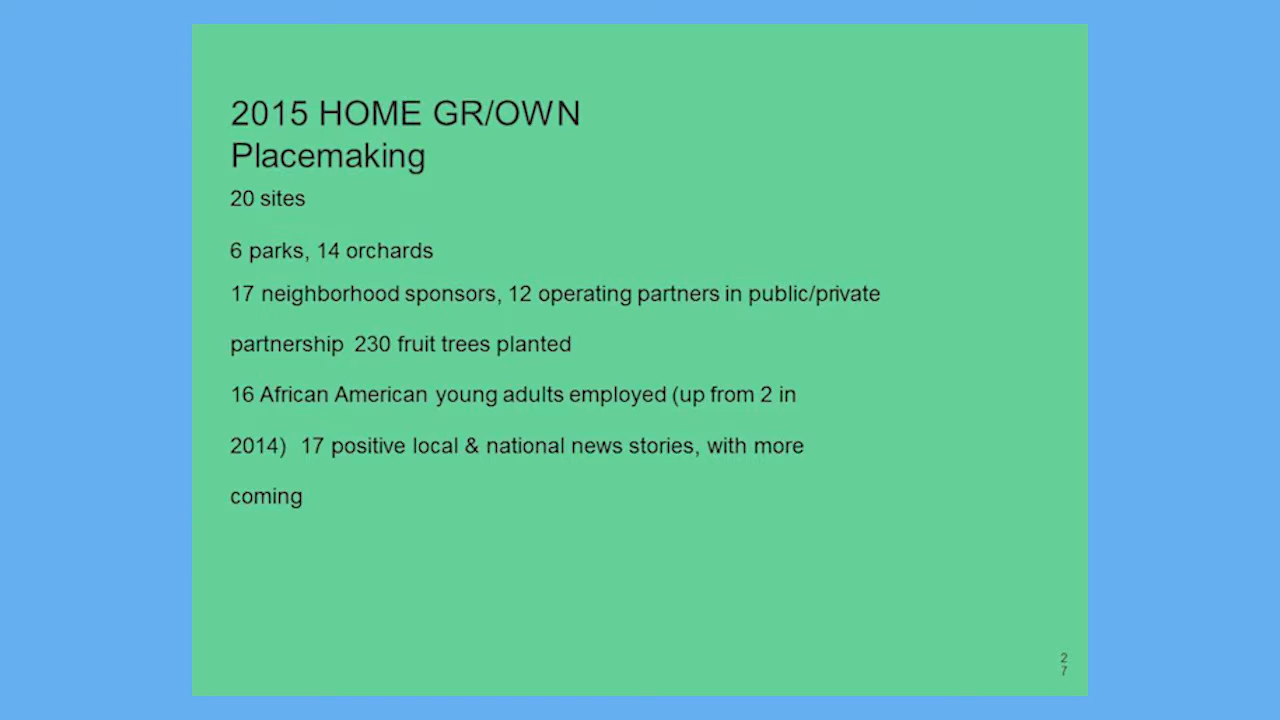 2015 HOME GR/OWN
Placemaking
20 sites
6 parks, 14 orchards
17 neighborhood sponsors, 12 operating partners in public/private
partnership 230 fruit trees planted
16 African American young adults employed (up from 2 in
2014) 17 positive local & national news stories, with more
coming
2
7